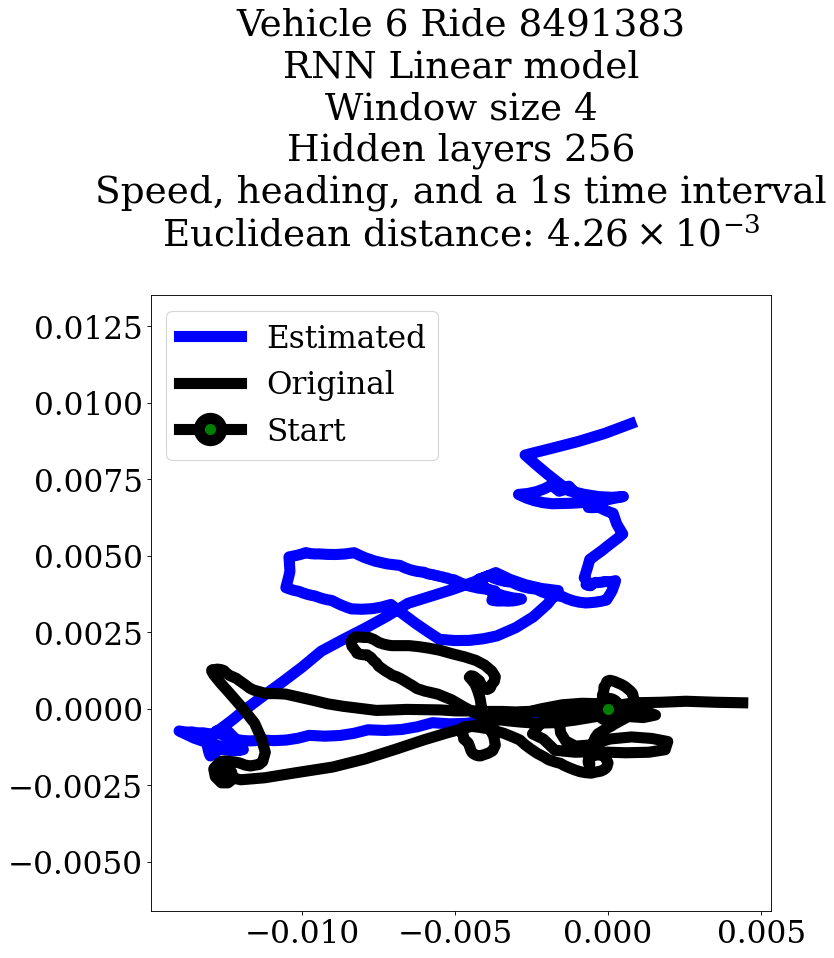 Vehicle 6 Ride 8491383
RNN Linear model
Window size 4
Hidden layers 256
Speed, heading, and a 1s time interval
Euclidean distance: 4.26 × 10⁻³
Estimated
Original
Start
0.0125
0.0100
0.0075
0.0050
0.0025
0.0000
−0.0025
−0.0050
−0.010 −0.005 0.000 0.005